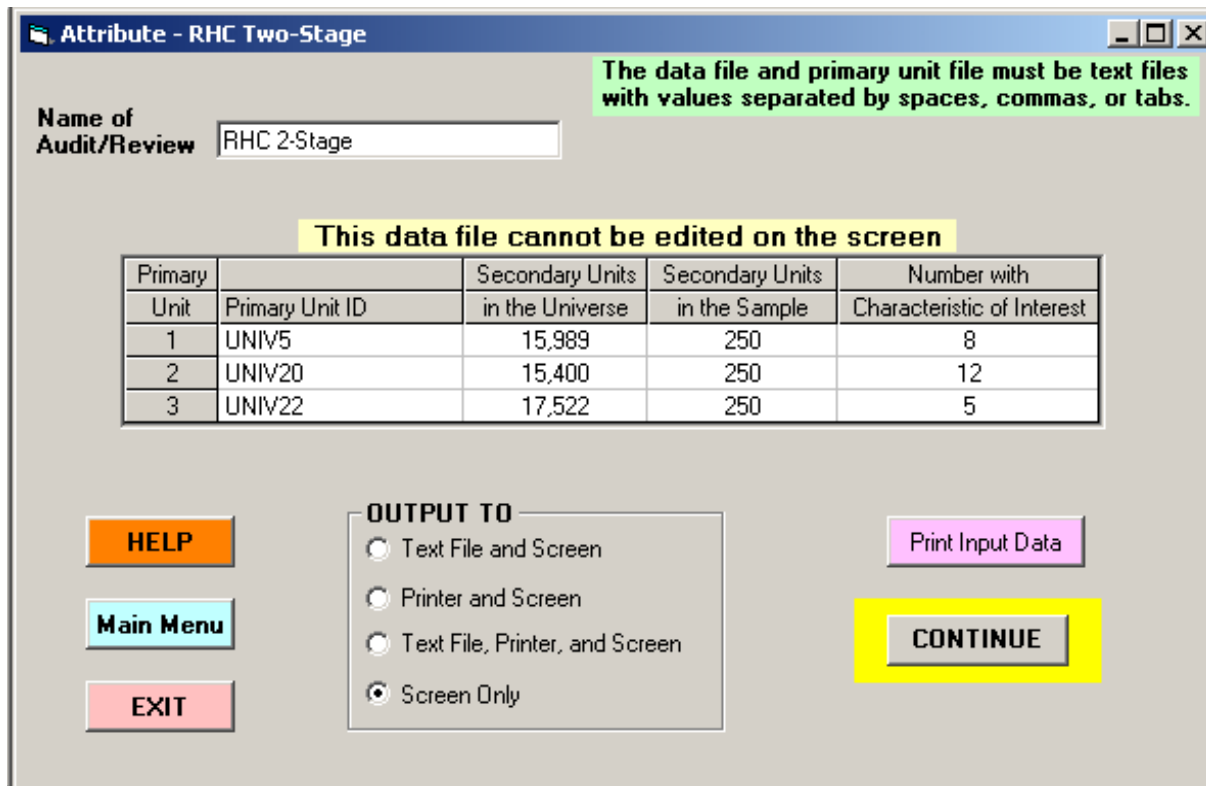 Attribute - RHC Two-Stage
The data file and primary unit file must be text files
with values separated by spaces, commas, or tabs.
Name of
Audit/Review RHC 2-Stage
This data file cannot be edited on the screen
Primary Secondary Units Secondary Units Number with
Unit Primary Unit ID in the Universe in the Sample Characteristic of Interest
1 UNIV5 15,989 250 8
2 UNIV20 15,400 250 12
3 UNIV22 17,522 250 5
OUTPUT TO
HELP Text File and Screen Print Input Data
Printer and Screen
Main Menu Text File, Printer, and Screen CONTINUE
EXIT Screen Only